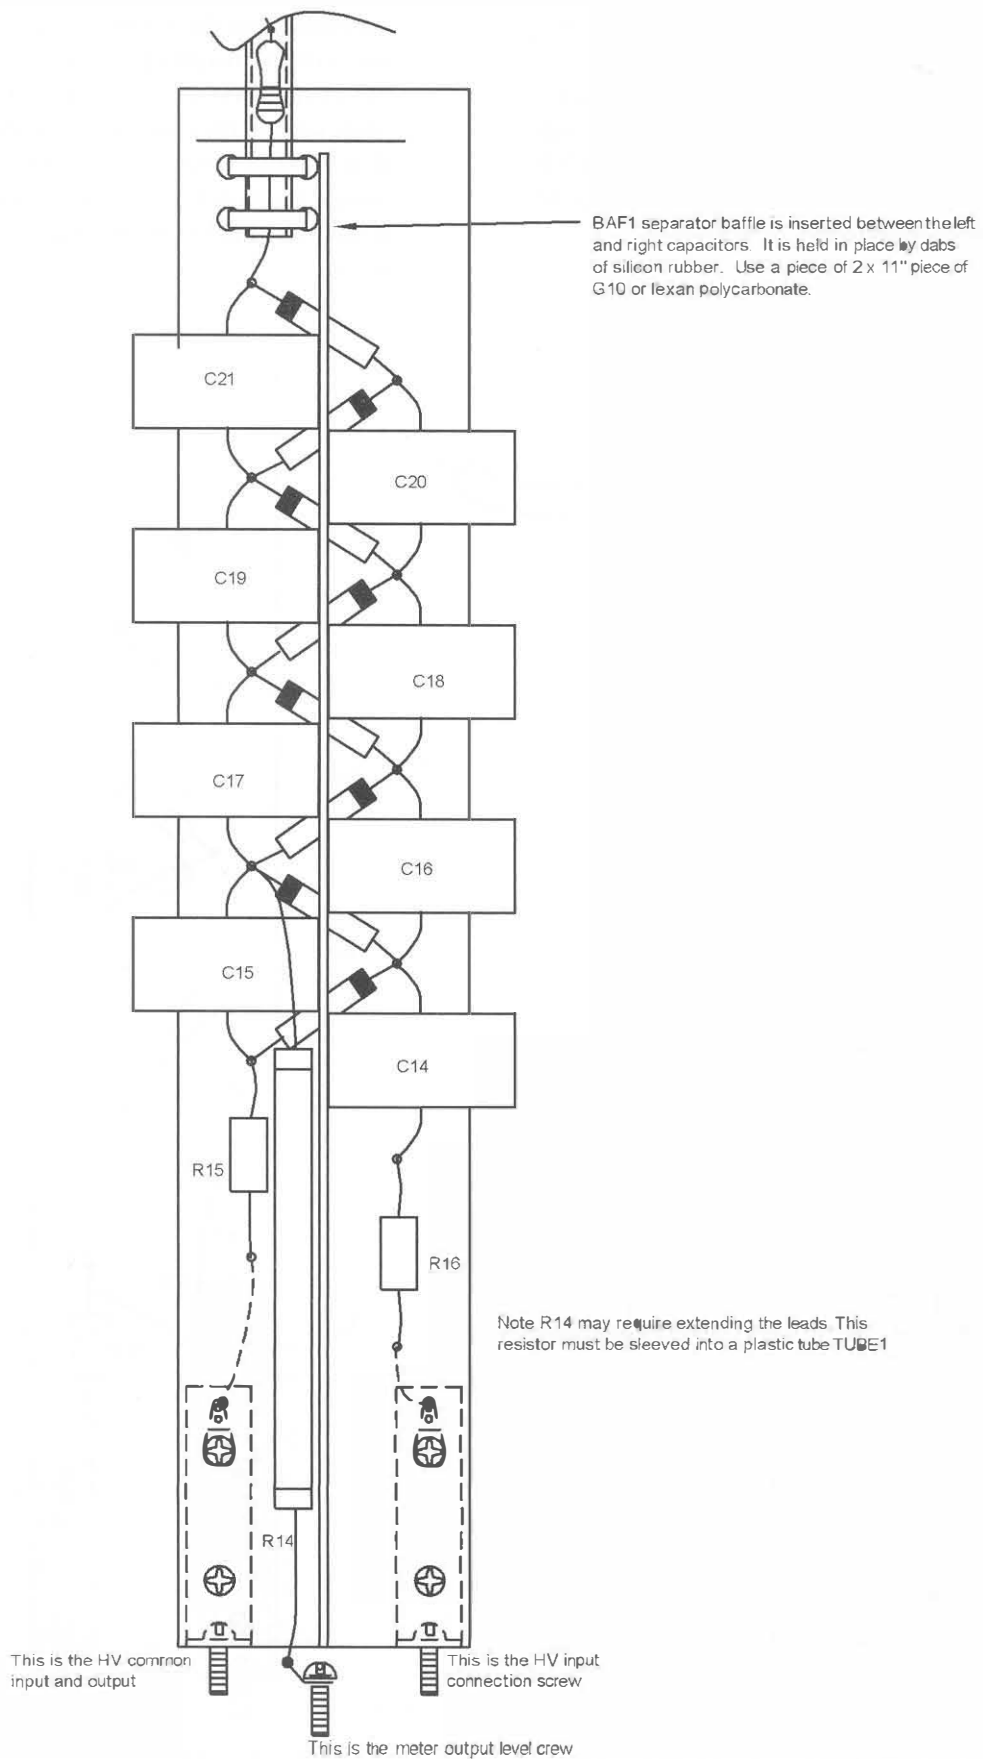 BAF1 separator baffle is inserted between the left
and right capacitors. It is held in place by dabs
of silicon rubber. Use a piece of 2 x 11" piece of
G10 or lexan polycarbonate.
C21
C20
C19
C18
C17
C16
C15
C14
R15
R16
Note R14 may require extending the leads. This
resistor must be sleeved into a plastic tube TUBE1
R14
This is the HV common
input and output
This is the HV input
connection screw
This is the meter output level crew